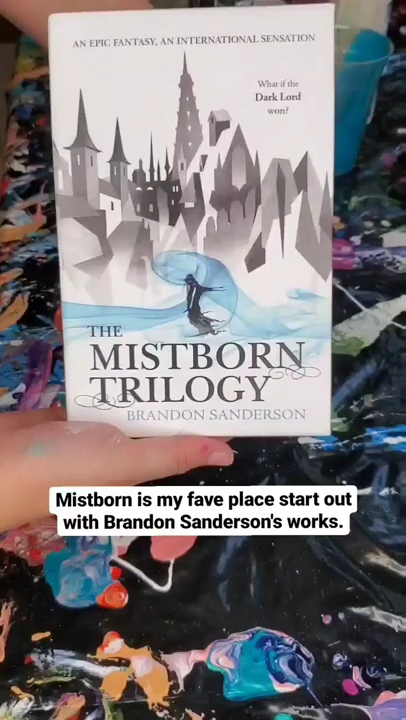 AN EPIC FANTASY, AN INTERNATIONAL SENSATION
What if the
Dark Lord
won?
THE
MISTBORN
TRILOGY
BRANDON SANDERSON
Mistborn is my fave place start out
with Brandon Sanderson's works.